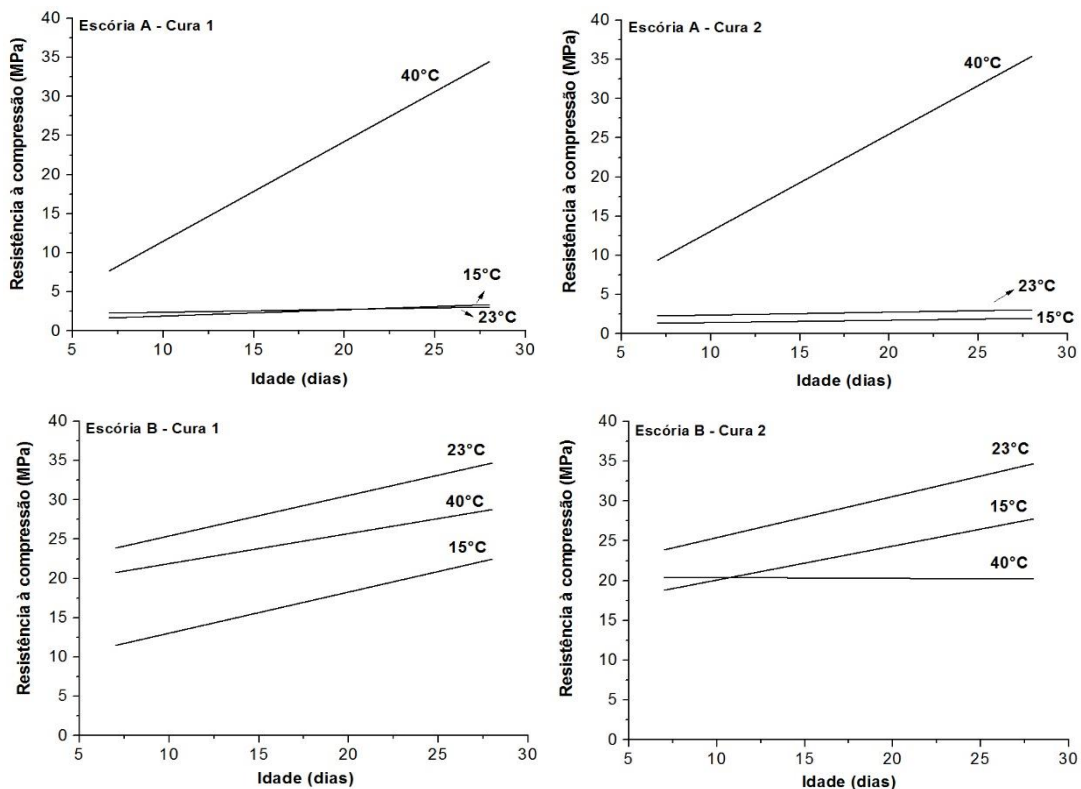 Escória A - Cura 1
Resistência à compressão (MPa)
40
35
30
25
20
15
10
5
0
40°C
15°C
23°C
5
10
15
20
25
30
Idade (dias)
Escória A - Cura 2
Resistência à compressão (MPa)
40
35
30
25
20
15
10
5
0
40°C
23°C
15°C
5
10
15
20
25
30
Idade (dias)
Escória B - Cura 1
Resistência à compressão (MPa)
40
35
30
25
20
15
10
5
0
23°C
40°C
15°C
5
10
15
20
25
30
Idade (dias)
Escória B - Cura 2
Resistência à compressão (MPa)
40
35
30
25
20
15
10
5
0
23°C
15°C
40°C
5
10
15
20
25
30
Idade (dias)